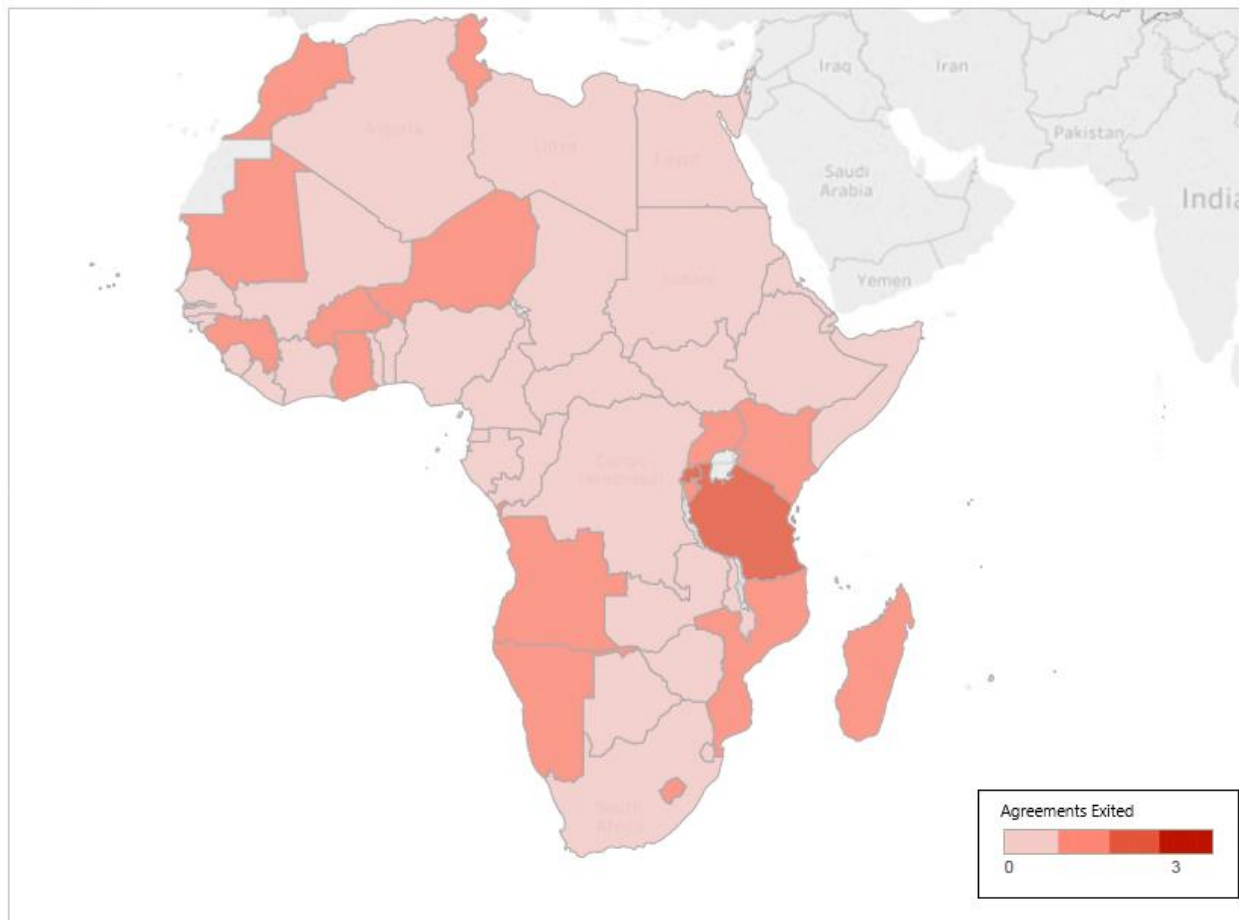 Iraq
Iran
Pakistan
Algeria
Libya
Egypt
Saudi
Arabia
India
Sudan
Yemen
Congo
(Kinshasa)
South
Africa
Agreements Exited
0
3